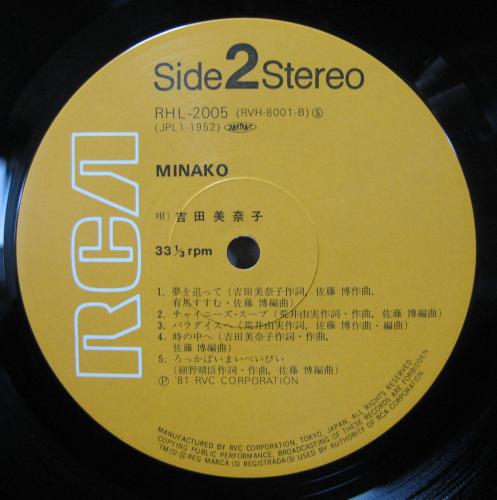 Side 2 Stereo
RHL-2005 (RVH-8001-B) ⑤
(JPL1-1952) JASRAC
MINAKO
RCA
唄) 吉田美奈子
33 1/3 rpm
1. 夢を追って (吉田美奈子作詞, 佐藤 博作曲,
有馬すすむ・佐藤 博編曲)
2. チャイニーズ・スープ (荒井由実作詞・作曲, 佐藤 博編曲)
3. パラダイスへ (荒井由実作詞, 佐藤 博作曲・編曲)
4. 時の中へ (吉田美奈子作詞・作曲,
佐藤 博編曲)
5. ろっかばいまいべいびい
(細野晴臣作詞・作曲, 佐藤 博編曲)
Ⓟ '81 RVC CORPORATION
MANUFACTURED BY RVC CORPORATION, TOKYO, JAPAN, ALL RIGHTS RESERVED
COPYING PUBLIC PERFORMANCE, BROADCASTING OF THESE RECORDS ARE FORBIDDEN
TM(S)® REG MARCA (S) REGISTRADA(S) USED BY AUTHORITY OF RCA CORPORATION